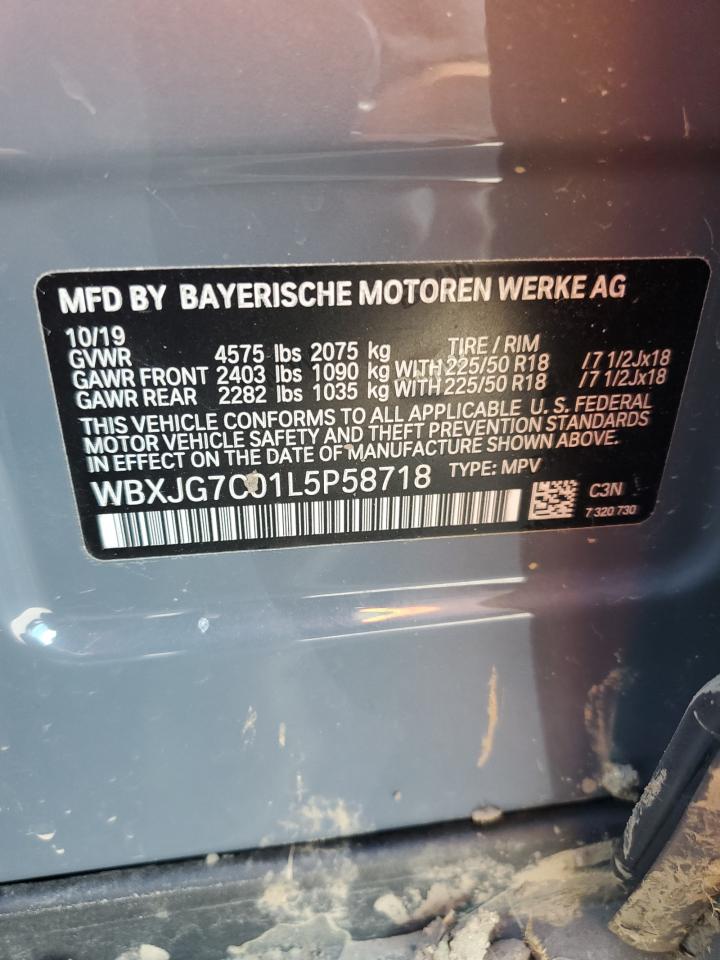 MFD BY BAYERISCHE MOTOREN WERKE AG
10/19 TIRE / RIM
GVWR 4575 lbs 2075 kg
GAWR FRONT 2403 lbs 1090 kg WITH 225/50 R18 /7 1/2Jx18
GAWR REAR 2282 lbs 1035 kg WITH 225/50 R18 /7 1/2Jx18
THIS VEHICLE CONFORMS TO ALL APPLICABLE U. S. FEDERAL
MOTOR VEHICLE SAFETY AND THEFT PREVENTION STANDARDS
IN EFFECT ON THE DATE OF MANUFACTURE SHOWN ABOVE.
WBXJG7C01L5P58718 TYPE: MPV
C3N
7 320 730